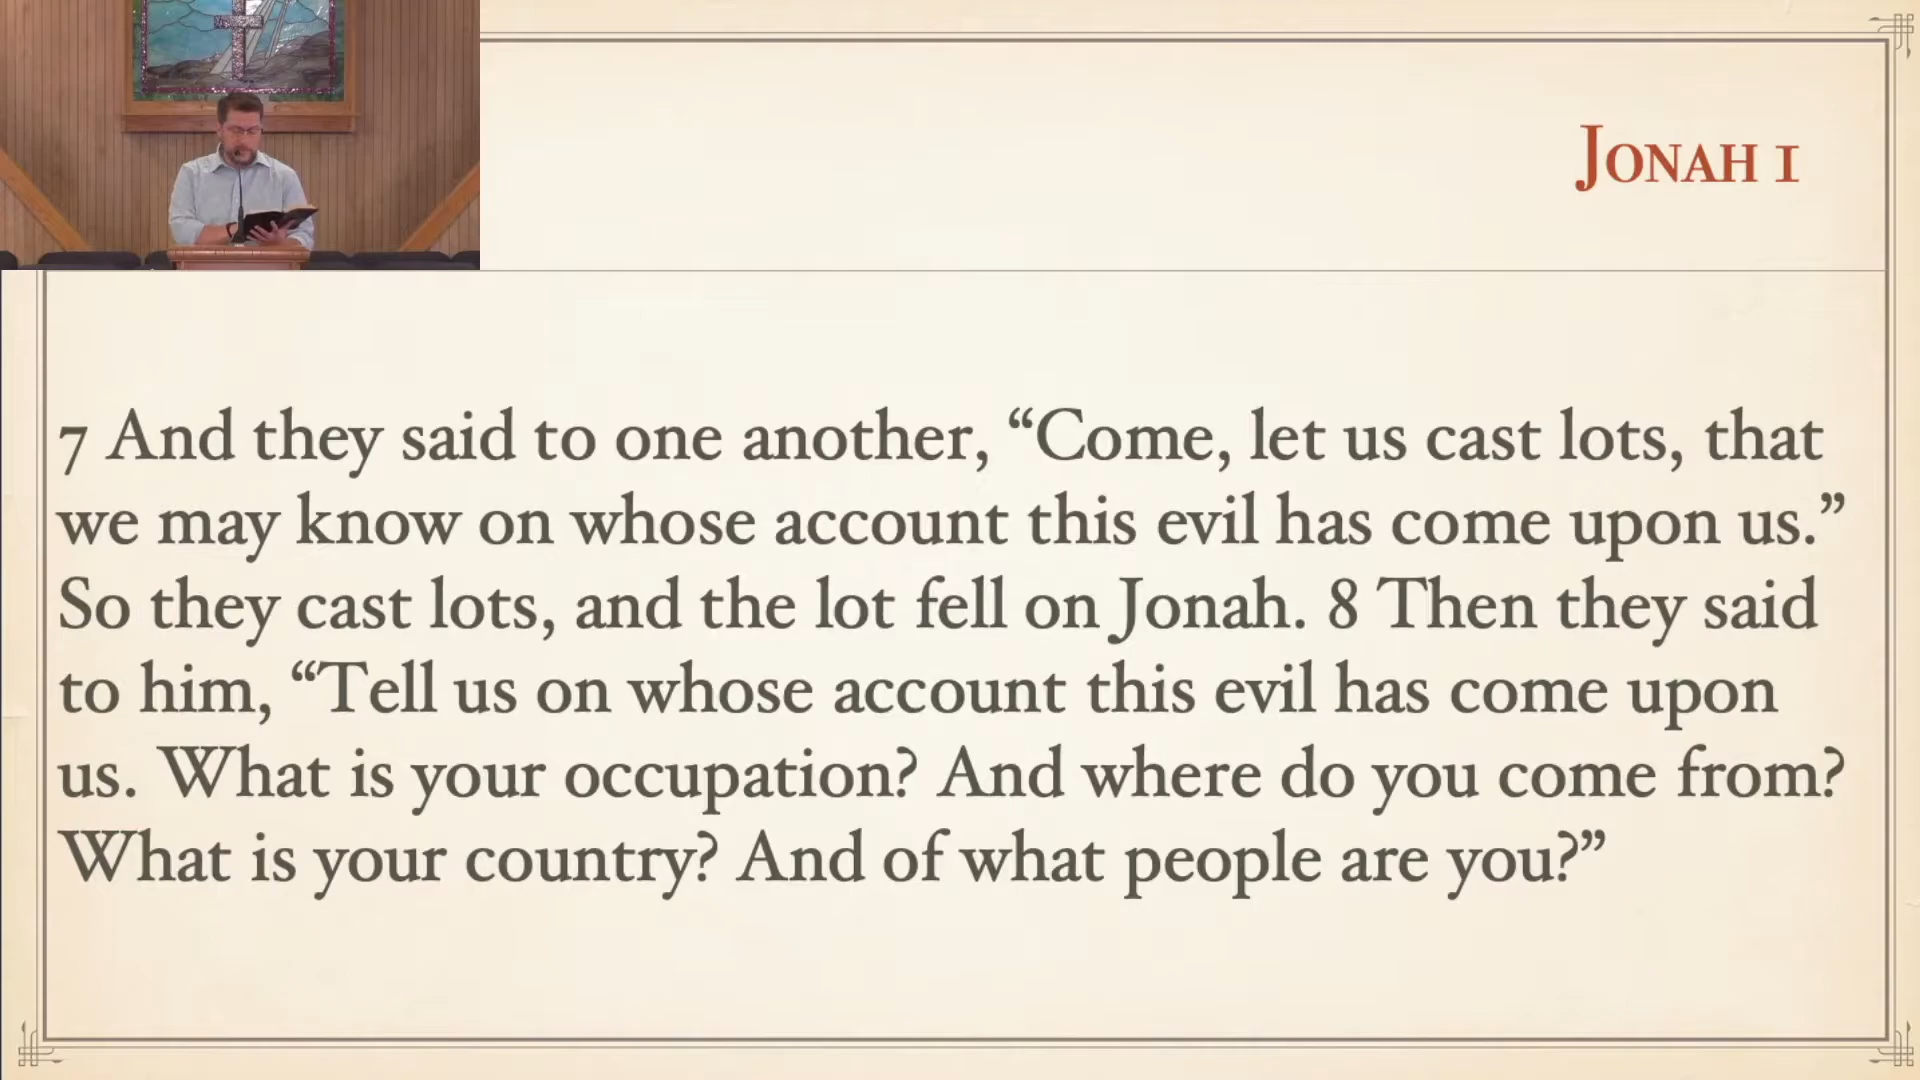 Jonah 1
7 And they said to one another, “Come, let us cast lots, that
we may know on whose account this evil has come upon us.”
So they cast lots, and the lot fell on Jonah. 8 Then they said
to him, “Tell us on whose account this evil has come upon
us. What is your occupation? And where do you come from?
What is your country? And of what people are you?”